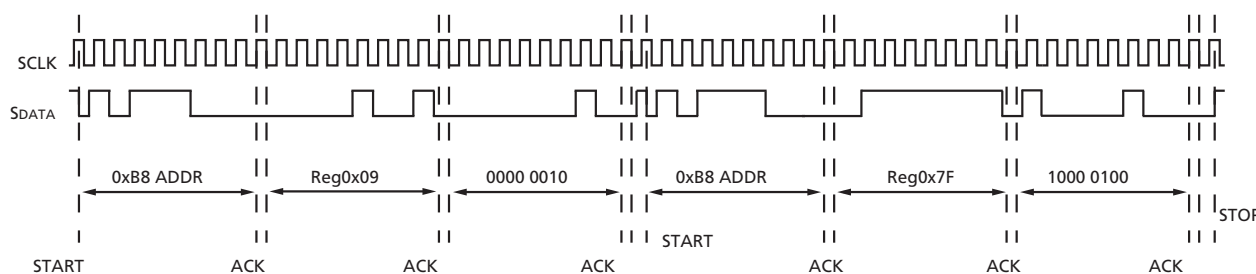 SCLK
SDATA
0xB8 ADDR
Reg0x09
0000 0010
0xB8 ADDR
Reg0x7F
1000 0100
STOP
START
START
ACK
ACK
ACK
ACK
ACK
ACK